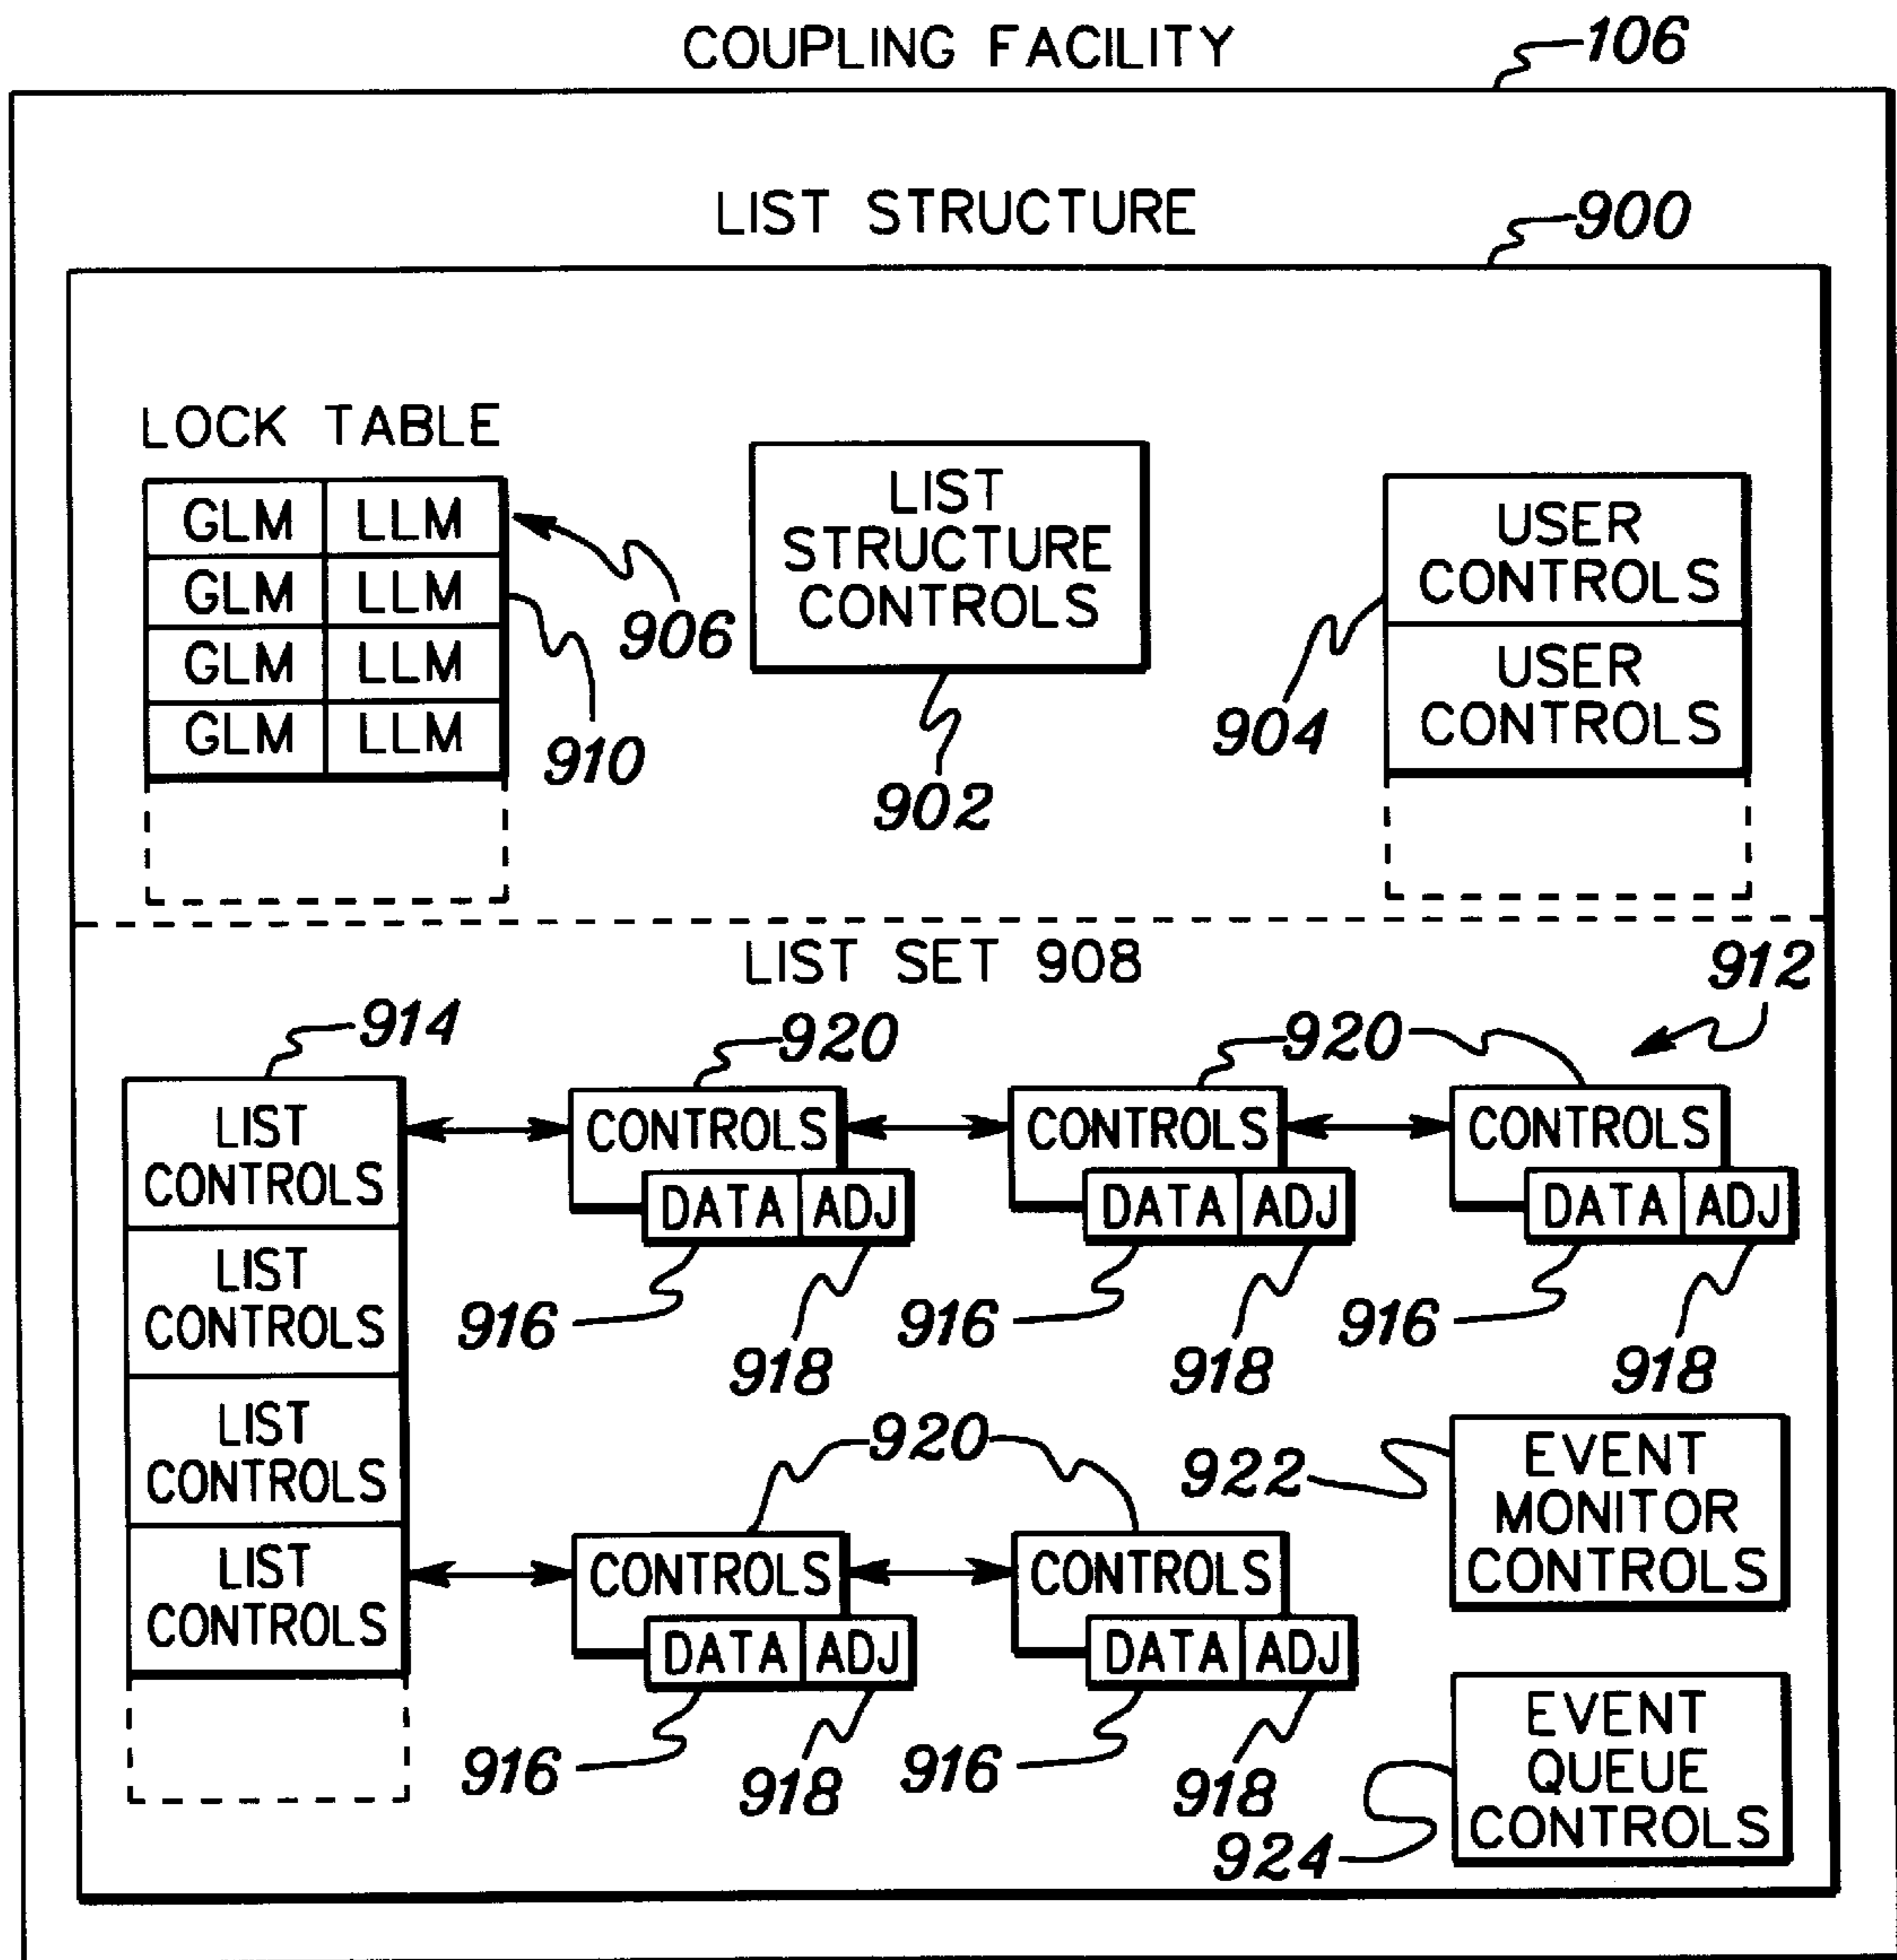 COUPLING FACILITY
106
LIST STRUCTURE
900
LOCK TABLE
GLM LLM
GLM LLM
GLM LLM
GLM LLM
906
910
LIST
STRUCTURE
CONTROLS
902
USER
CONTROLS
USER
CONTROLS
904
LIST SET 908
912
914
920
920
LIST
CONTROLS
LIST
CONTROLS
LIST
CONTROLS
LIST
CONTROLS
CONTROLS
DATA ADJ
CONTROLS
DATA ADJ
CONTROLS
DATA ADJ
916
918
916
918
916
918
920
922
EVENT
MONITOR
CONTROLS
CONTROLS
DATA ADJ
CONTROLS
DATA ADJ
916
918
916
918
924
EVENT
QUEUE
CONTROLS